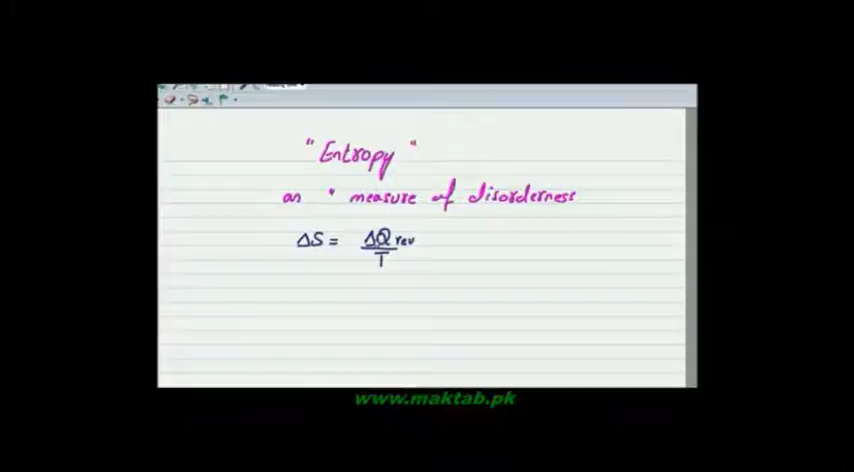 "Entropy"
as " measure of disorderness
ΔS = ΔQrev
T
www.maktab.pk